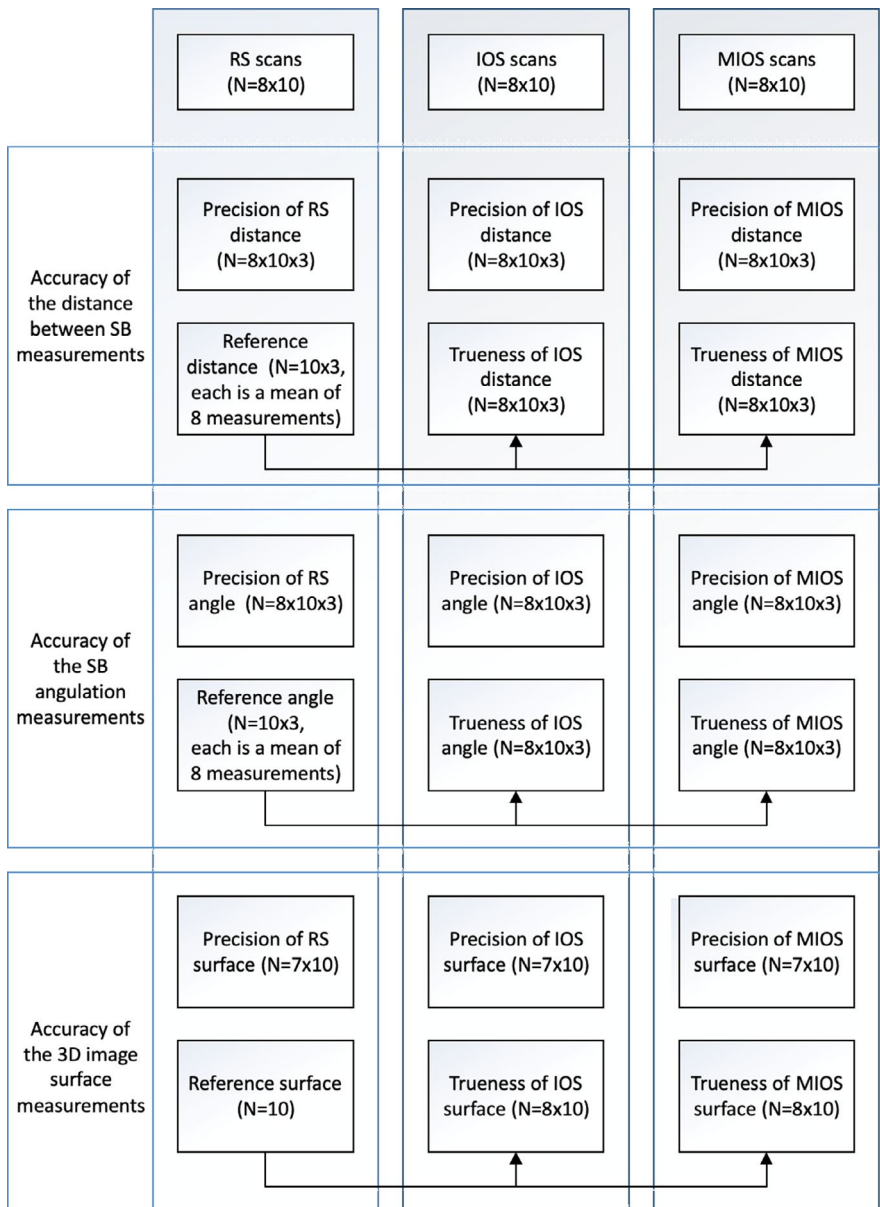 RS scans
(N=8x10)
IOS scans
(N=8x10)
MIOS scans
(N=8x10)
Accuracy of
the distance
between SB
measurements
Precision of RS
distance
(N=8x10x3)
Precision of IOS
distance
(N=8x10x3)
Precision of MIOS
distance
(N=8x10x3)
Reference
distance (N=10x3,
each is a mean of
8 measurements)
Trueness of IOS
distance
(N=8x10x3)
Trueness of MIOS
distance
(N=8x10x3)
Accuracy of
the SB
angulation
measurements
Precision of RS
angle (N=8x10x3)
Precision of IOS
angle (N=8x10x3)
Precision of MIOS
angle (N=8x10x3)
Reference angle
(N=10x3,
each is a mean of
8 measurements)
Trueness of IOS
angle (N=8x10x3)
Trueness of MIOS
angle (N=8x10x3)
Accuracy of
the 3D image
surface
measurements
Precision of RS
surface (N=7x10)
Precision of IOS
surface (N=7x10)
Precision of MIOS
surface (N=7x10)
Reference surface
(N=10)
Trueness of IOS
surface (N=8x10)
Trueness of MIOS
surface (N=8x10)